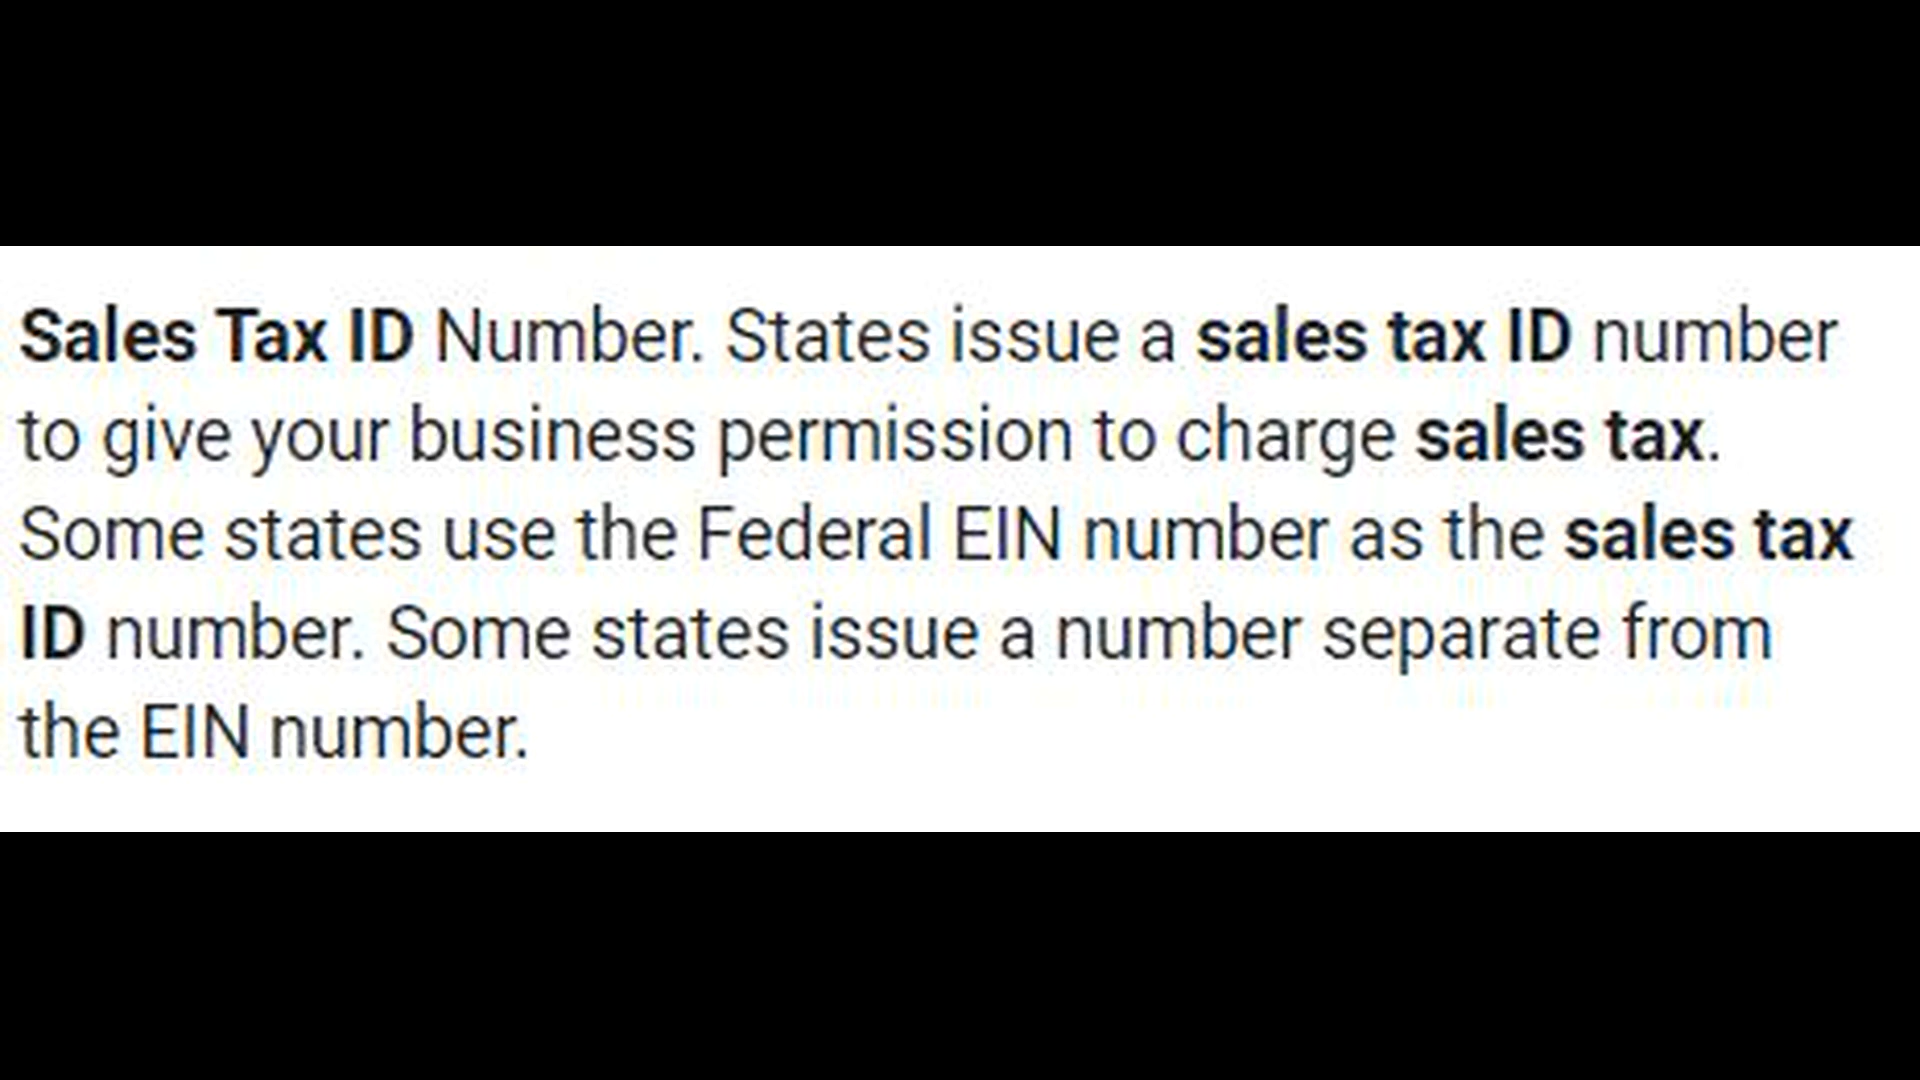 Sales Tax ID Number. States issue a sales tax ID number
to give your business permission to charge sales tax.
Some states use the Federal EIN number as the sales tax
ID number. Some states issue a number separate from
the EIN number.